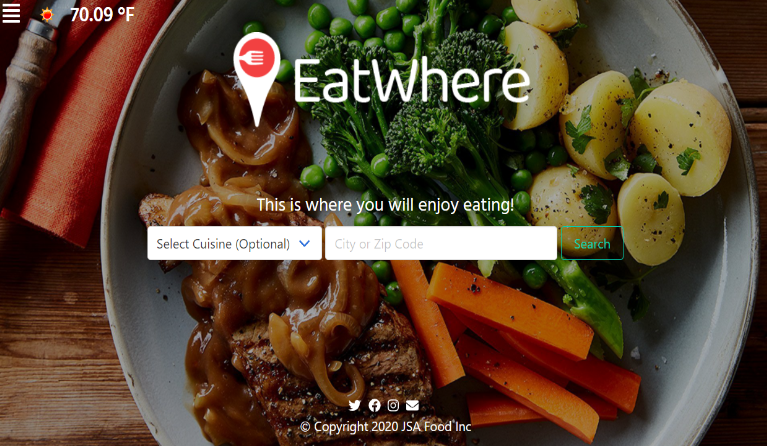 70.09 °F
EatWhere
This is where you will enjoy eating!
Select Cuisine (Optional) City or Zip Code Search
© Copyright 2020 JSA Food Inc